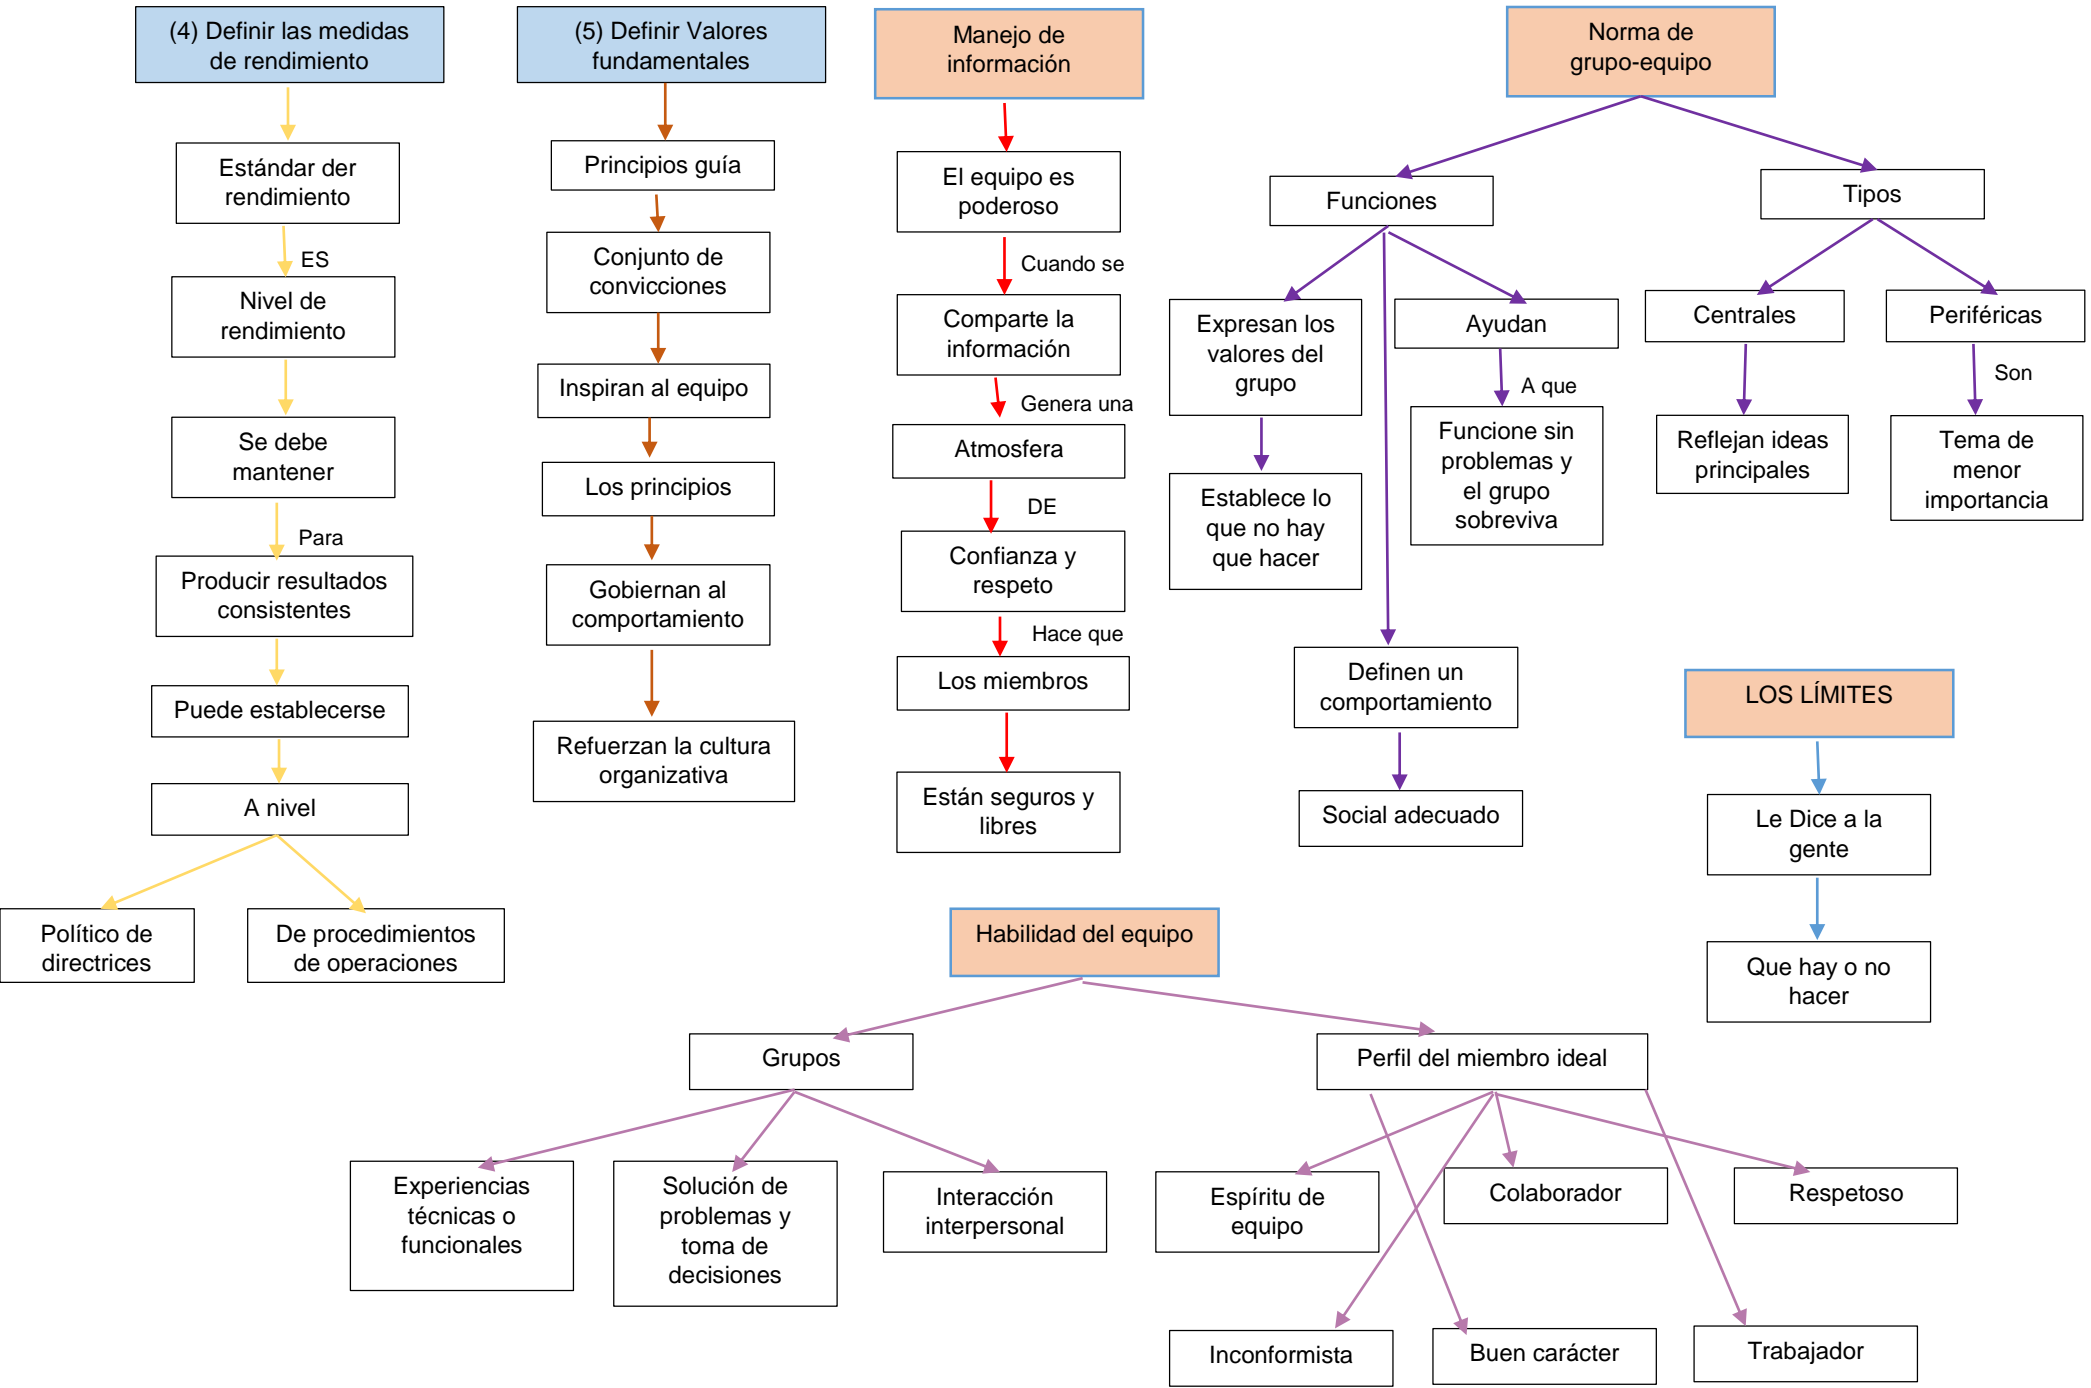 (4) Definir las medidas
de rendimiento
Estándar der
rendimiento
ES
Nivel de
rendimiento
Se debe
mantener
Para
Producir resultados
consistentes
Puede establecerse
A nivel
Político de
directrices
De procedimientos
de operaciones
(5) Definir Valores
fundamentales
Principios guía
Conjunto de
convicciones
Inspiran al equipo
Los principios
Gobiernan al
comportamiento
Refuerzan la cultura
organizativa
Manejo de
información
El equipo es
poderoso
Cuando se
Comparte la
información
Genera una
Atmosfera
DE
Confianza y
respeto
Hace que
Los miembros
Están seguros y
libres
Norma de
grupo-equipo
Funciones
Expresan los
valores del
grupo
Establece lo
que no hay
que hacer
Ayudan
A que
Funcione sin
problemas y
el grupo
sobreviva
Definen un
comportamiento
Social adecuado
Tipos
Centrales
Reflejan ideas
principales
Periféricas
Son
Tema de
menor
importancia
LOS LÍMITES
Le Dice a la
gente
Que hay o no
hacer
Habilidad del equipo
Grupos
Experiencias
técnicas o
funcionales
Solución de
problemas y
toma de
decisiones
Interacción
interpersonal
Perfil del miembro ideal
Espíritu de
equipo
Colaborador
Respetoso
Inconformista
Buen carácter
Trabajador